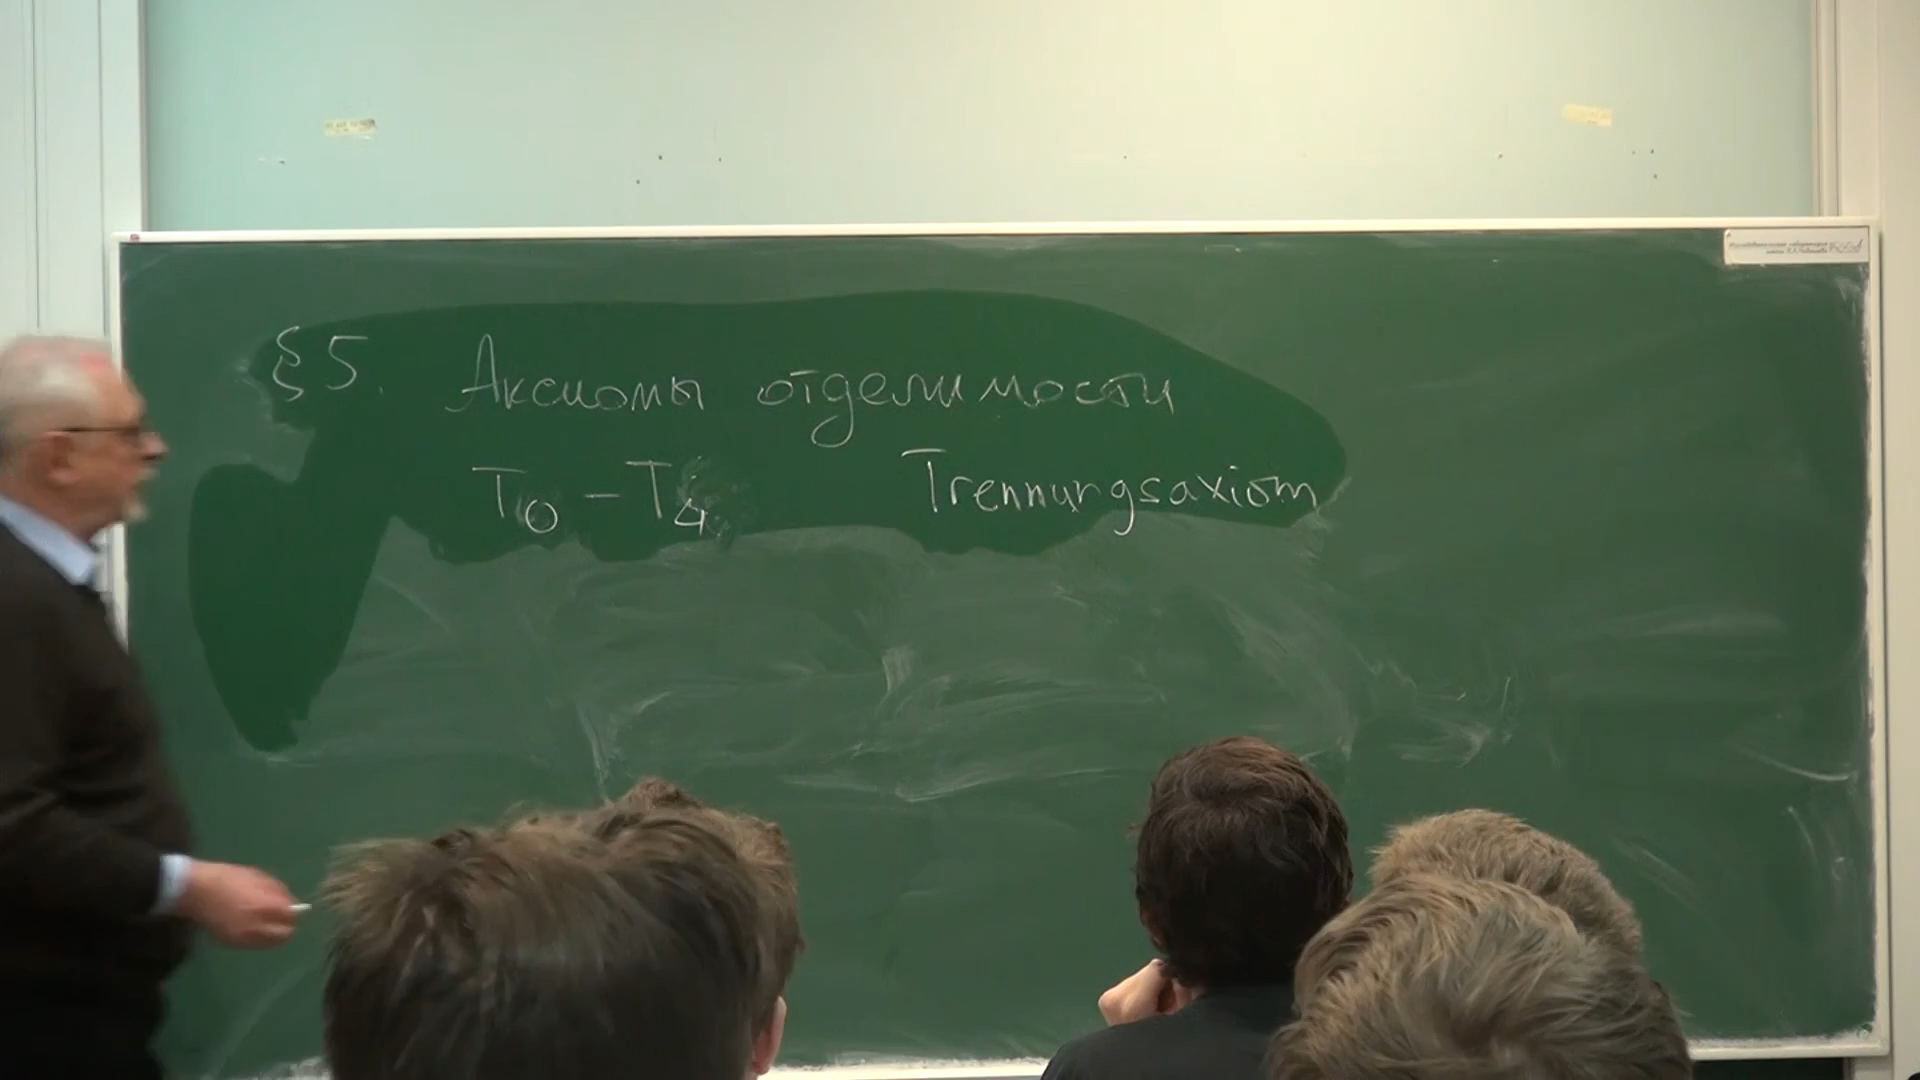 §5. Аксиомы отделимости
T₀ – T₄ Trennungsaxiom